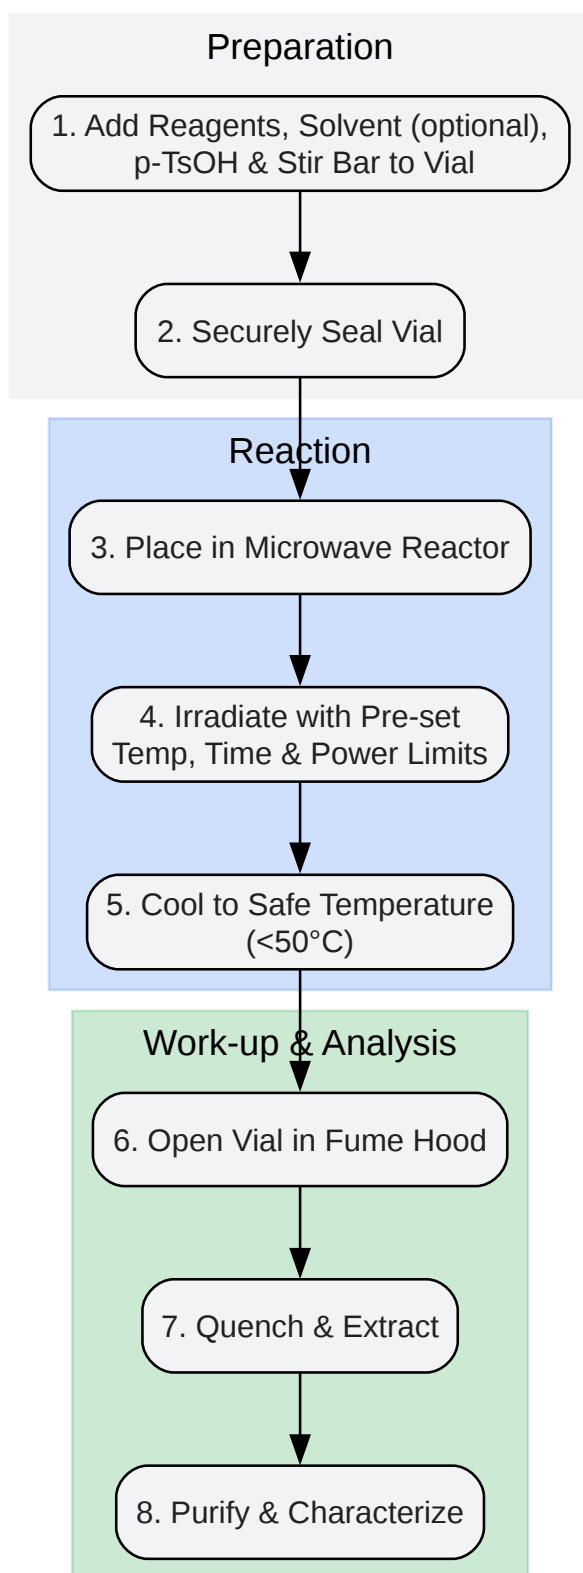 Preparation
1. Add Reagents, Solvent (optional),
p-TsOH & Stir Bar to Vial
2. Securely Seal Vial
Reaction
3. Place in Microwave Reactor
4. Irradiate with Pre-set
Temp, Time & Power Limits
5. Cool to Safe Temperature
(<50°C)
Work-up & Analysis
6. Open Vial in Fume Hood
7. Quench & Extract
8. Purify & Characterize